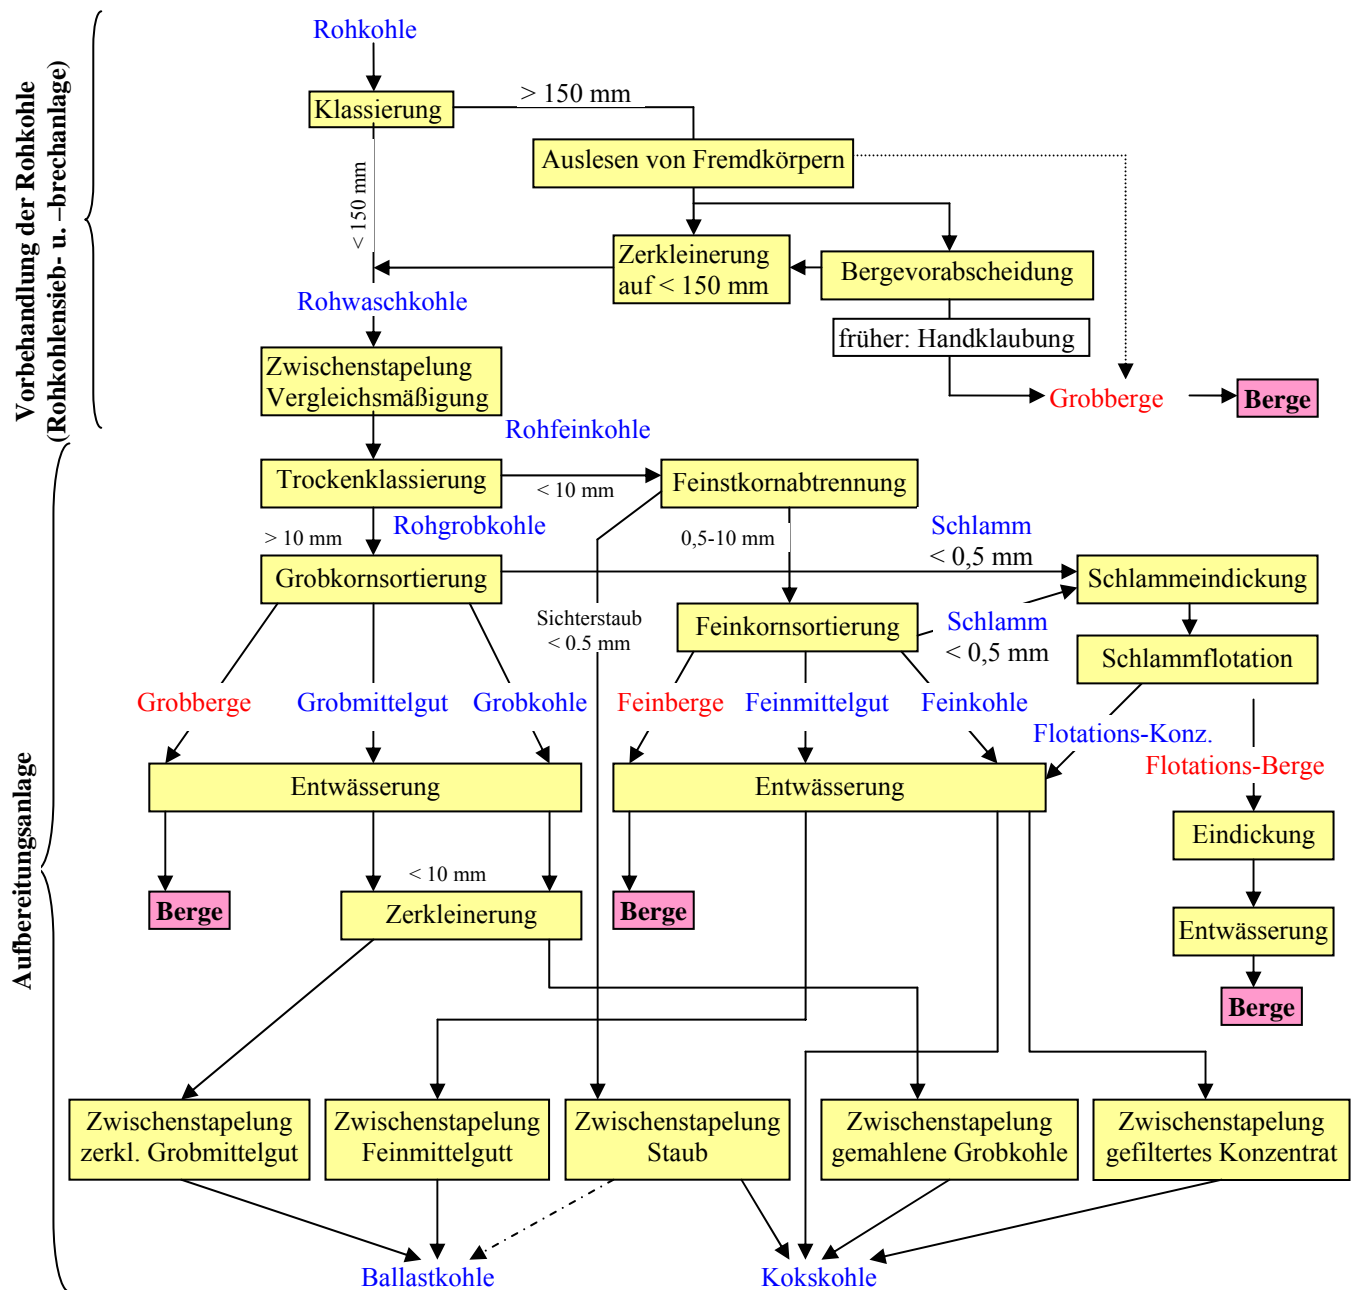 Vorbehandlung der Rohkohle
(Rohkohlensieb- u. –brechanlage)
Rohkohle
Klassierung
> 150 mm
Auslesen von Fremdkörpern
< 150 mm
Zerkleinerung
auf < 150 mm
Bergevorabscheidung
Rohwaschkohle
früher: Handklaubung
Zwischenstapelung
Vergleichsmäßigung
Grobberge
Berge
Aufbereitungsanlage
Rohfeinkohle
Trockenklassierung
< 10 mm
Feinstkornabtrennung
Rohgrobkohle
> 10 mm
0,5-10 mm
Schlamm
< 0,5 mm
Grobkornsortierung
Schlammeindickung
Sichterstaub
< 0.5 mm
Feinkornsortierung
Schlamm
< 0,5 mm
Schlammflotation
Grobberge
Grobmittelgut
Grobkohle
Feinberge
Feinmittelgut
Feinkohle
Flotations-Konz.
Flotations-Berge
Entwässerung
Entwässerung
Eindickung
< 10 mm
Berge
Zerkleinerung
Berge
Entwässerung
Berge
Zwischenstapelung
zerkl. Grobmittelgut
Zwischenstapelung
Feinmittelgutt
Zwischenstapelung
Staub
Zwischenstapelung
gemahlene Grobkohle
Zwischenstapelung
gefiltertes Konzentrat
Ballastkohle
Kokskohle